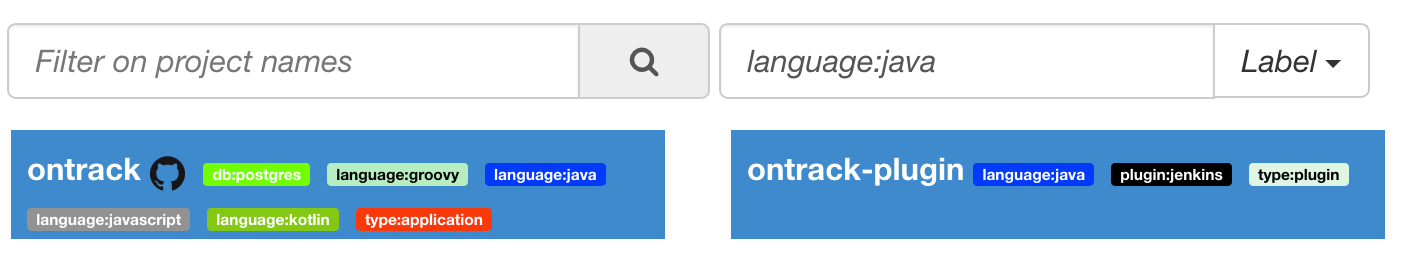 Filter on project names
language:java
Label
ontrack db:postgres language:groovy language:java
language:javascript language:kotlin type:application
ontrack-plugin language:java plugin:jenkins type:plugin